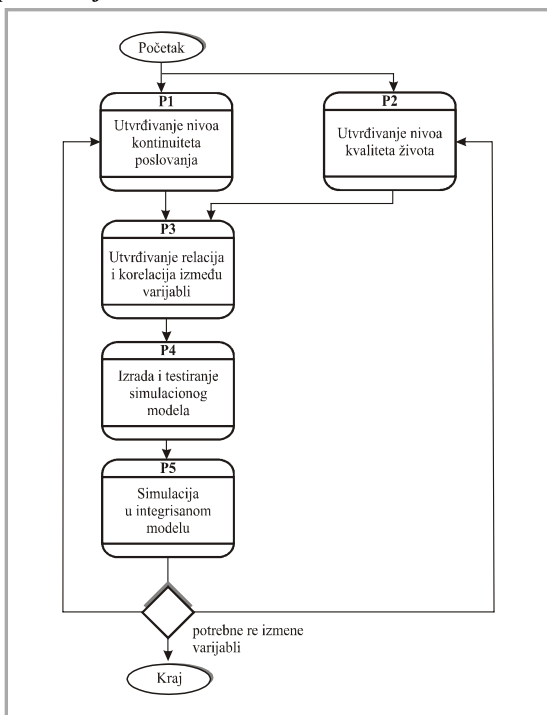 Početak
P1
Utvrđivanje nivoa
kontinuiteta
poslovanja
P2
Utvrđivanje nivoa
kvaliteta života
P3
Utvrđivanje relacija
i korelacija između
varijabli
P4
Izrada i testiranje
simulacionog
modela
P5
Simulacija
u integrisanom
modelu
potrebne re izmene
varijabli
Kraj